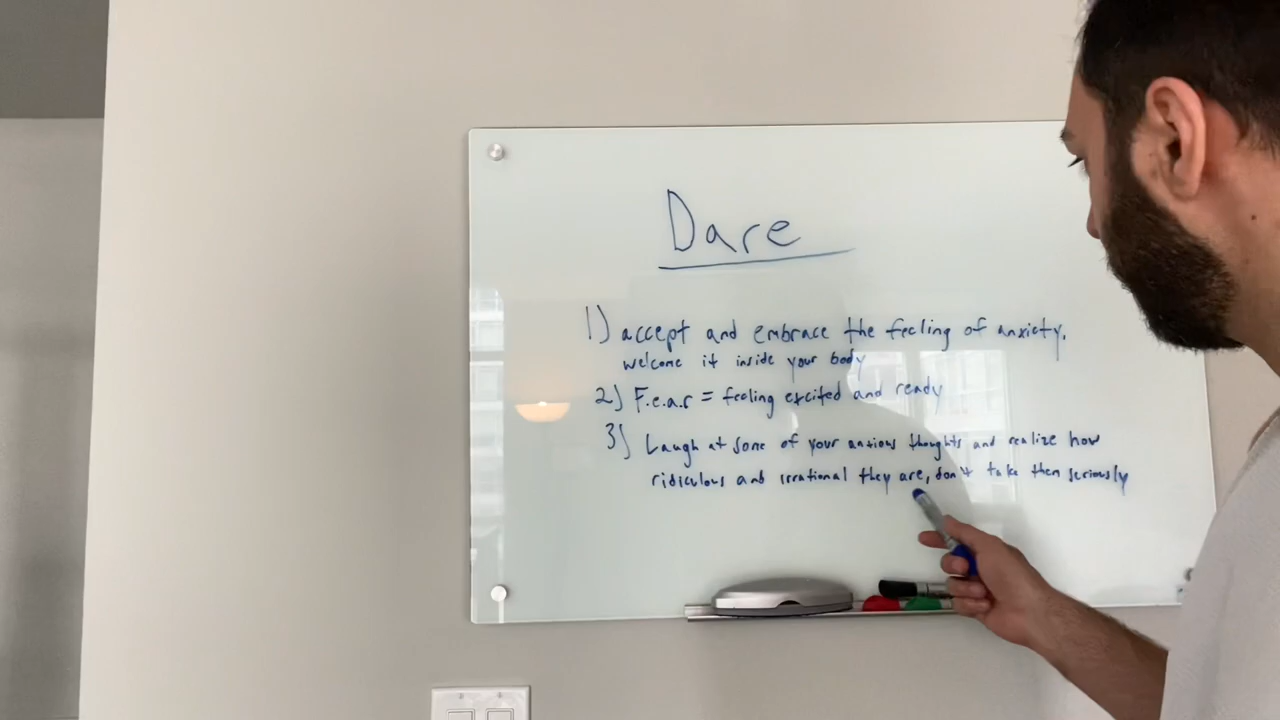 Dare
1) accept and embrace the feeling of anxiety.
welcome it inside your body
2) F.e.a.r = feeling excited and ready
3) Laugh at some of your anxious thoughts and realize how
ridiculous and irrational they are, don't take them seriously